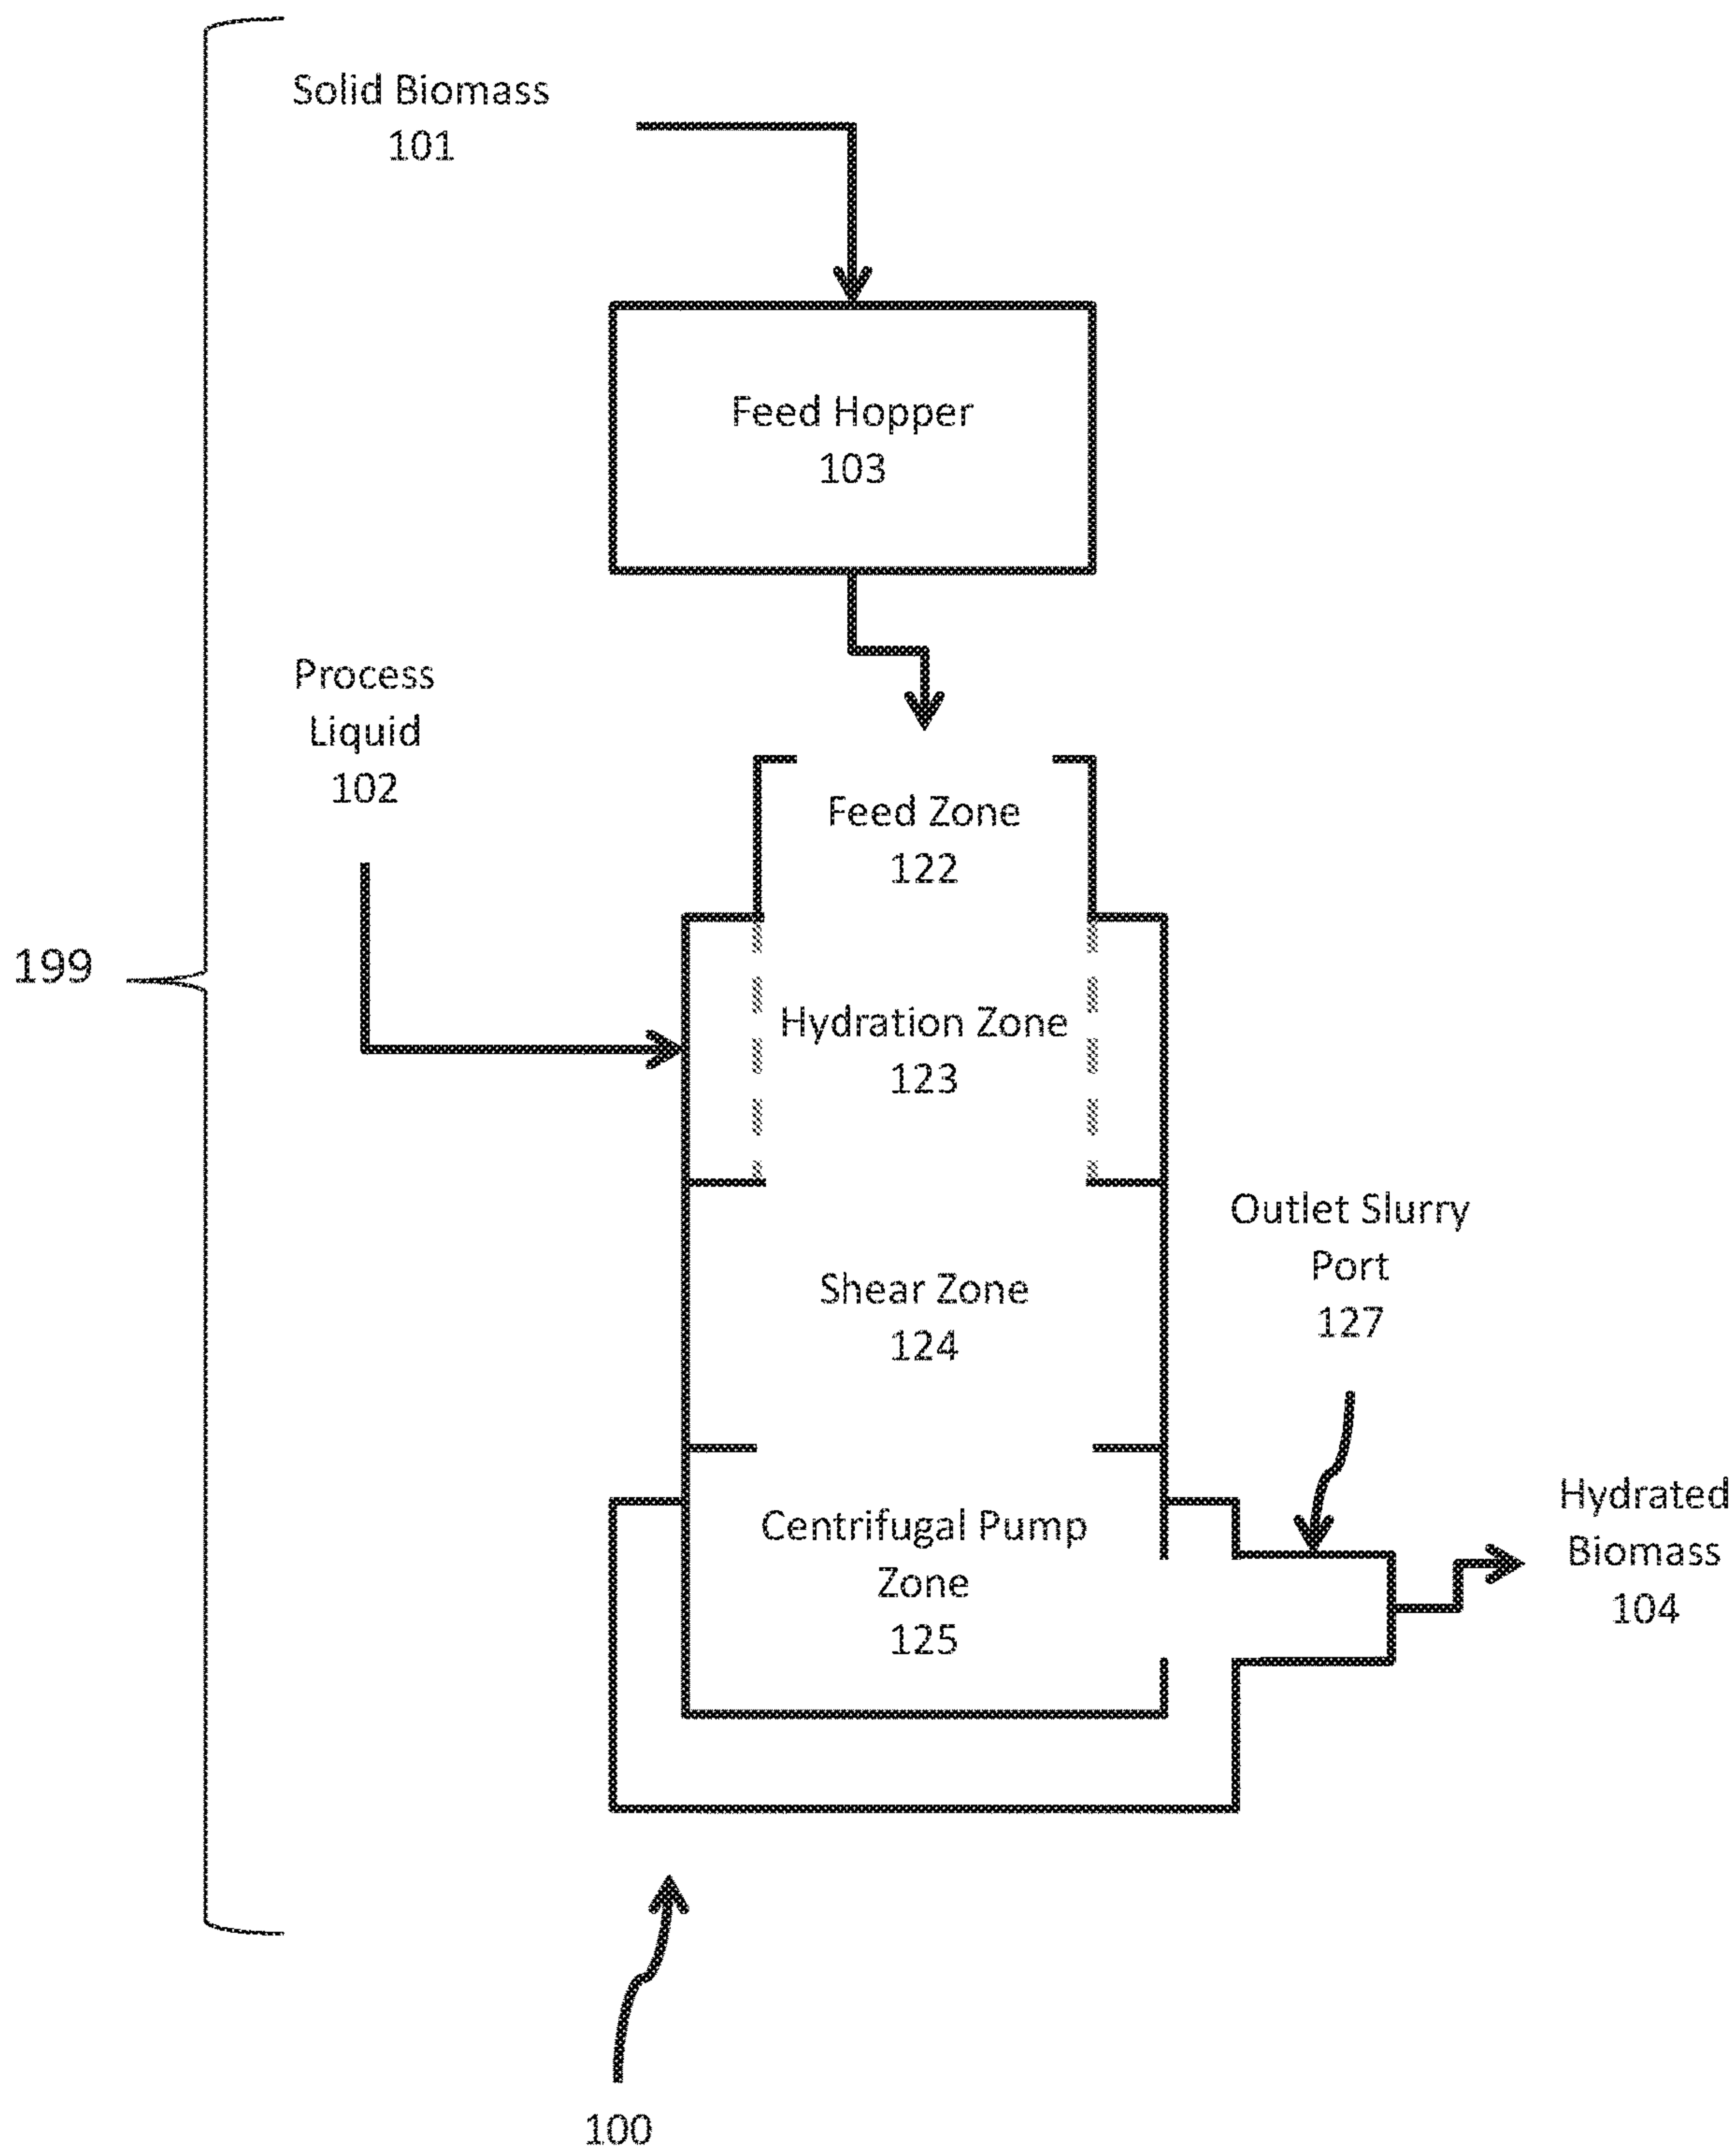 Solid Biomass
101
Feed Hopper
103
Process
Liquid
102
Feed Zone
122
199
Hydration Zone
123
Outlet Slurry
Port
127
Shear Zone
124
Hydrated
Biomass
104
Centrifugal Pump
Zone
125
100